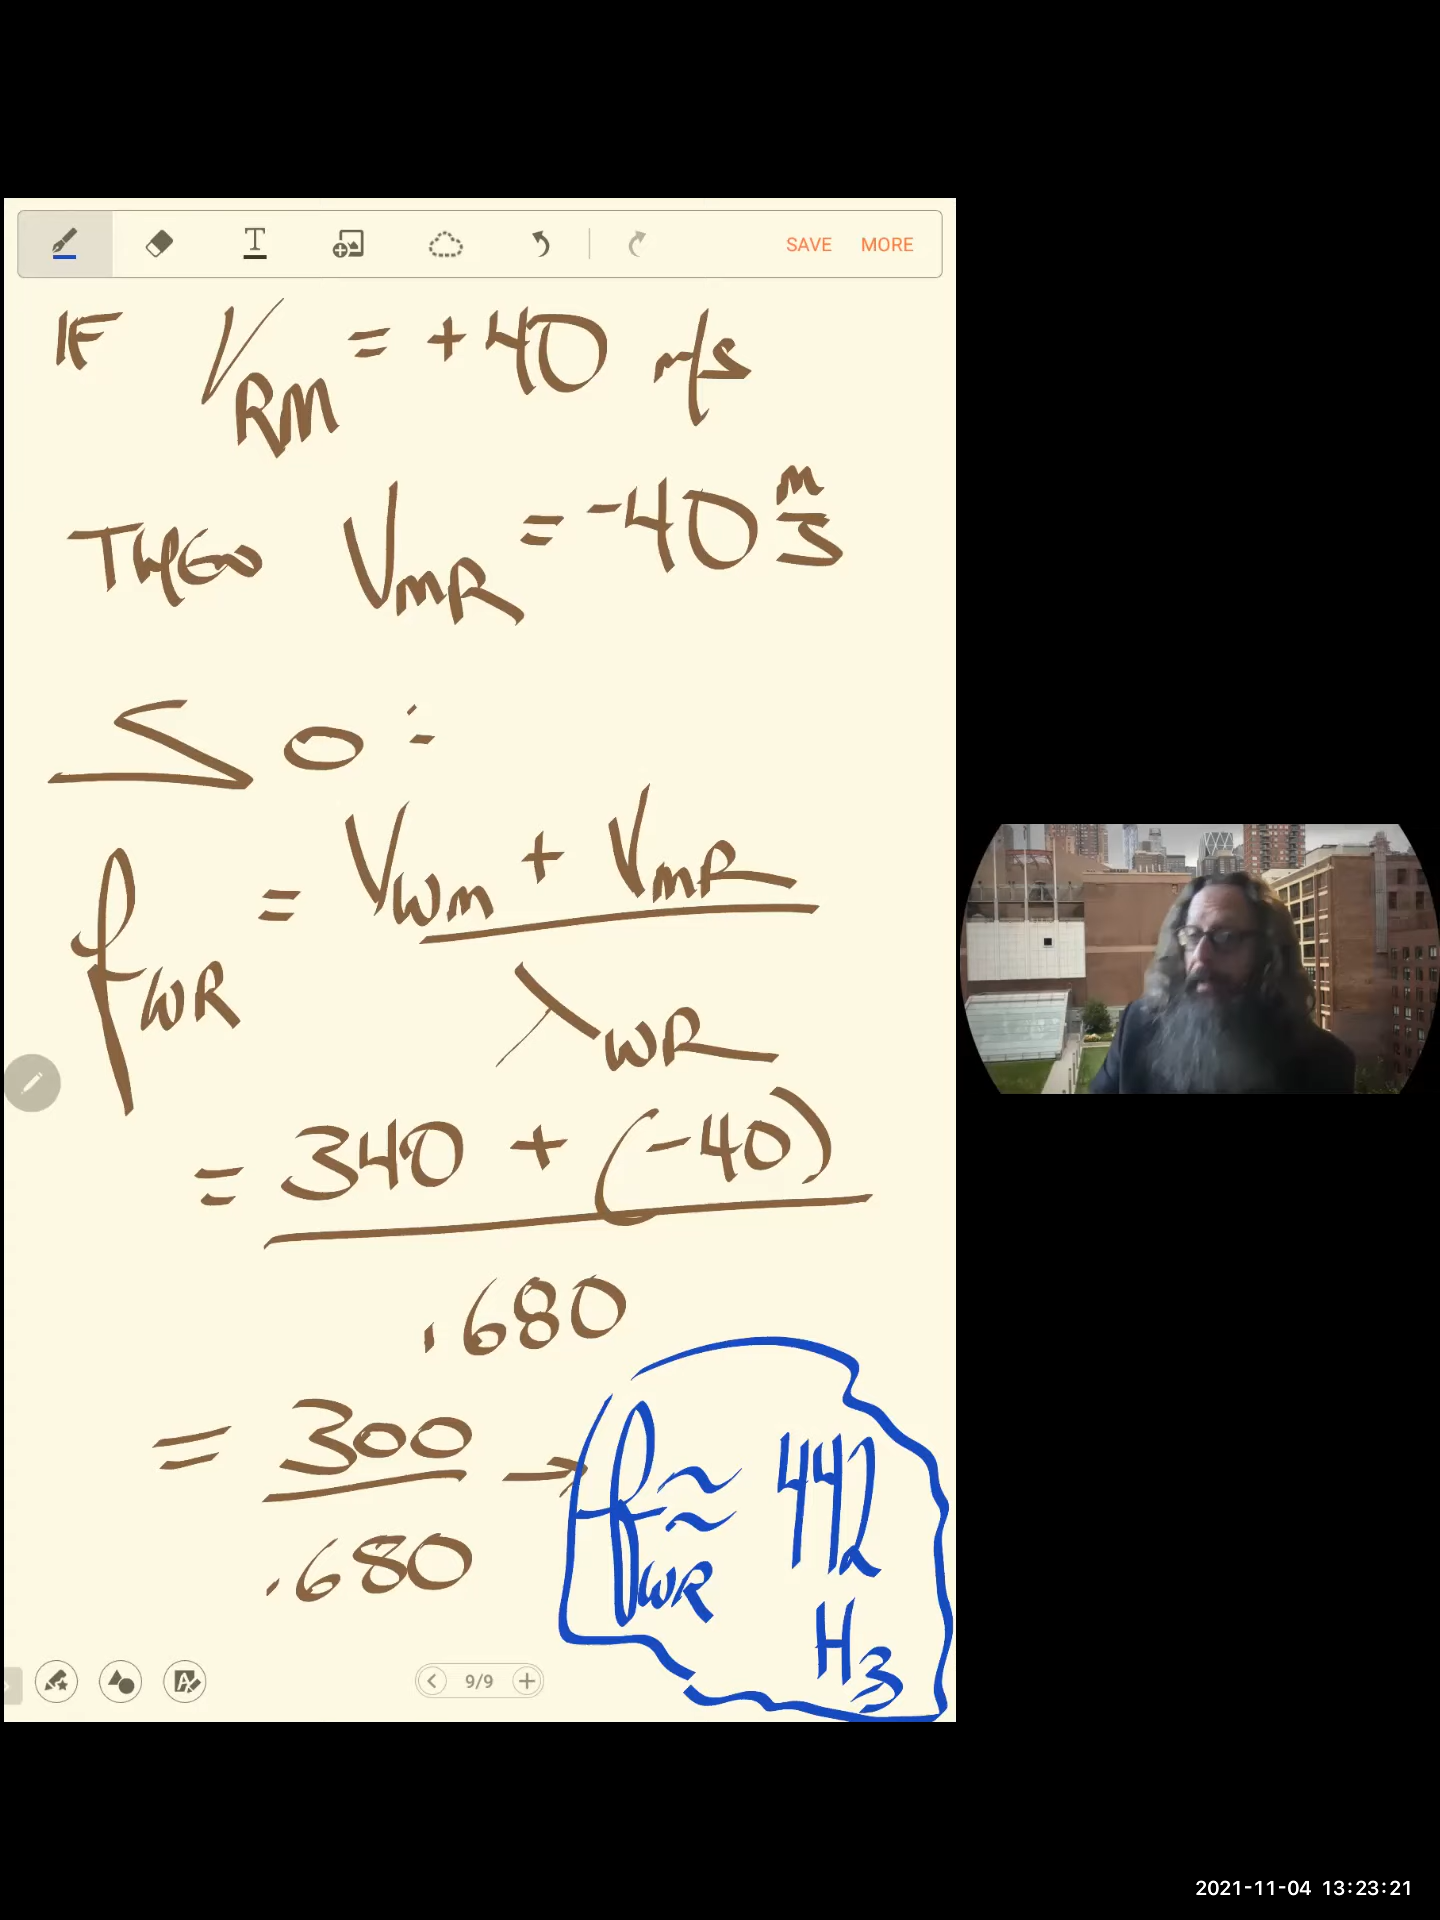 T
SAVE MORE
IF V_RM = +40 m/s
THEN V_MR = -40 m/s
SO:
f_WR = (V_WM + V_MR) / λ_WR
= (340 + (-40)) / .680
= 300 / .680 → f_WR ≈ 442 Hz
A
9/9
2021-11-04 13:23:21